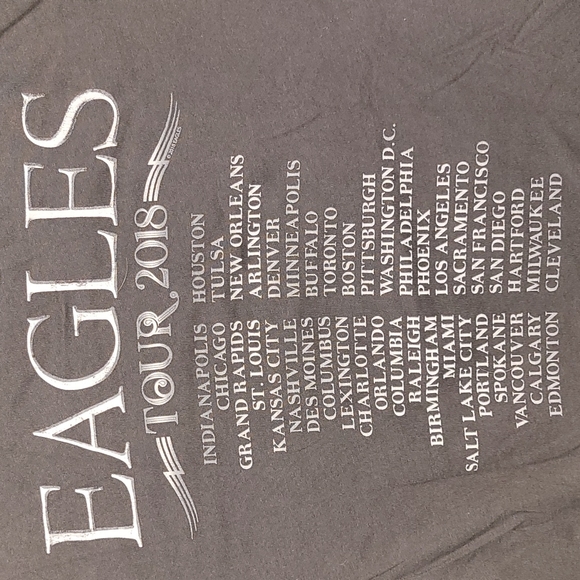 EAGLES
TOUR 2018
© 2018 EAGLES
INDIANAPOLIS
CHICAGO
GRAND RAPIDS
ST. LOUIS
KANSAS CITY
NASHVILLE
DES MOINES
COLUMBUS
LEXINGTON
CHARLOTTE
ORLANDO
COLUMBIA
RALEIGH
BIRMINGHAM
MIAMI
SALT LAKE CITY
PORTLAND
SPOKANE
VANCOUVER
CALGARY
EDMONTON
HOUSTON
TULSA
NEW ORLEANS
ARLINGTON
DENVER
MINNEAPOLIS
BUFFALO
TORONTO
BOSTON
PITTSBURGH
WASHINGTON D.C.
PHILADELPHIA
PHOENIX
LOS ANGELES
SACRAMENTO
SAN FRANCISCO
SAN DIEGO
HARTFORD
MILWAUKEE
CLEVELAND